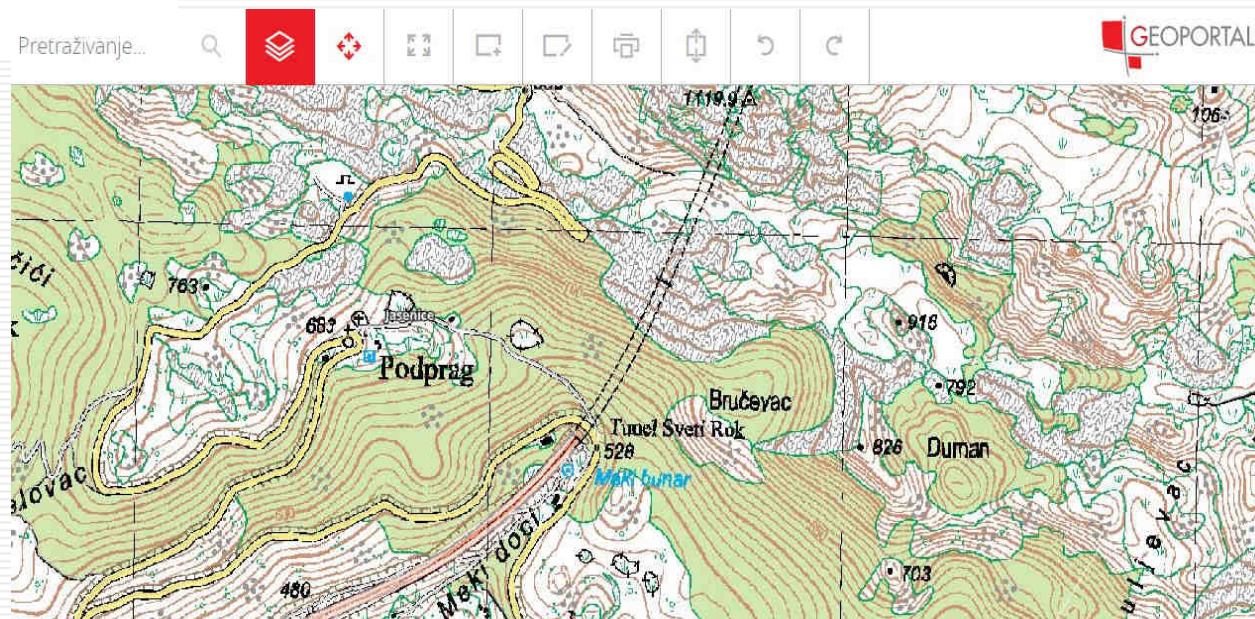 Pretraživanje...
GEOPORTAL
1119.9
čići
763
683
Jasenice
Podprag
916
792
Bručevac
Tunel Sveti Rok
528
826
Duman
Meki bunar
Meki doci
480
703